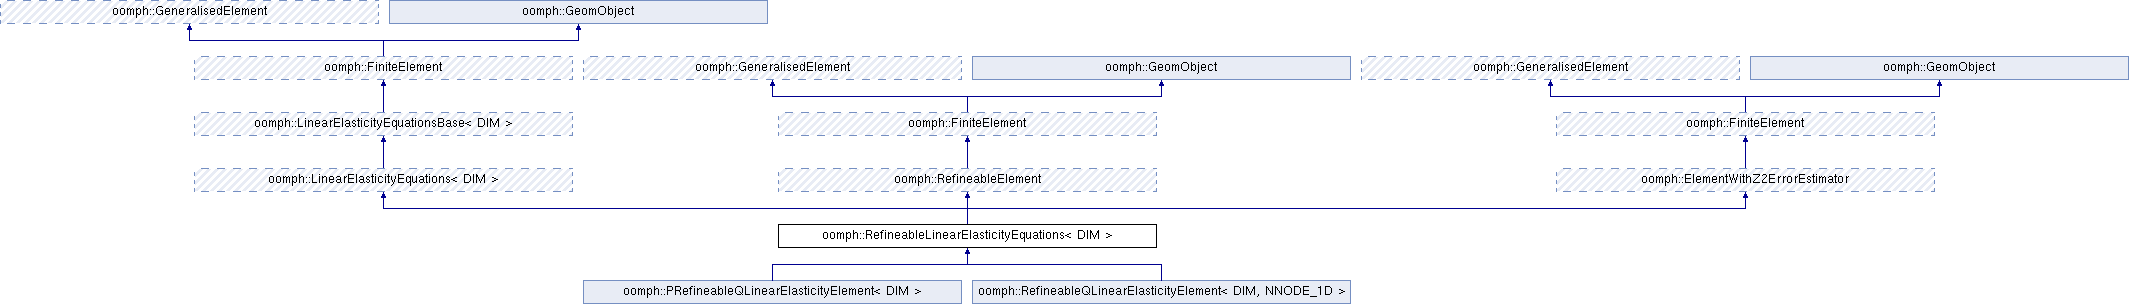 oomph::GeneralisedElement
oomph::GeomObject
oomph::FiniteElement
oomph::GeneralisedElement
oomph::GeomObject
oomph::GeneralisedElement
oomph::GeomObject
oomph::LinearElasticityEquationsBase< DIM >
oomph::FiniteElement
oomph::FiniteElement
oomph::LinearElasticityEquations< DIM >
oomph::RefineableElement
oomph::ElementWithZ2ErrorEstimator
oomph::RefineableLinearElasticityEquations< DIM >
oomph::PRefineableQLinearElasticityElement< DIM >
oomph::RefineableQLinearElasticityElement< DIM, NNODE_1D >